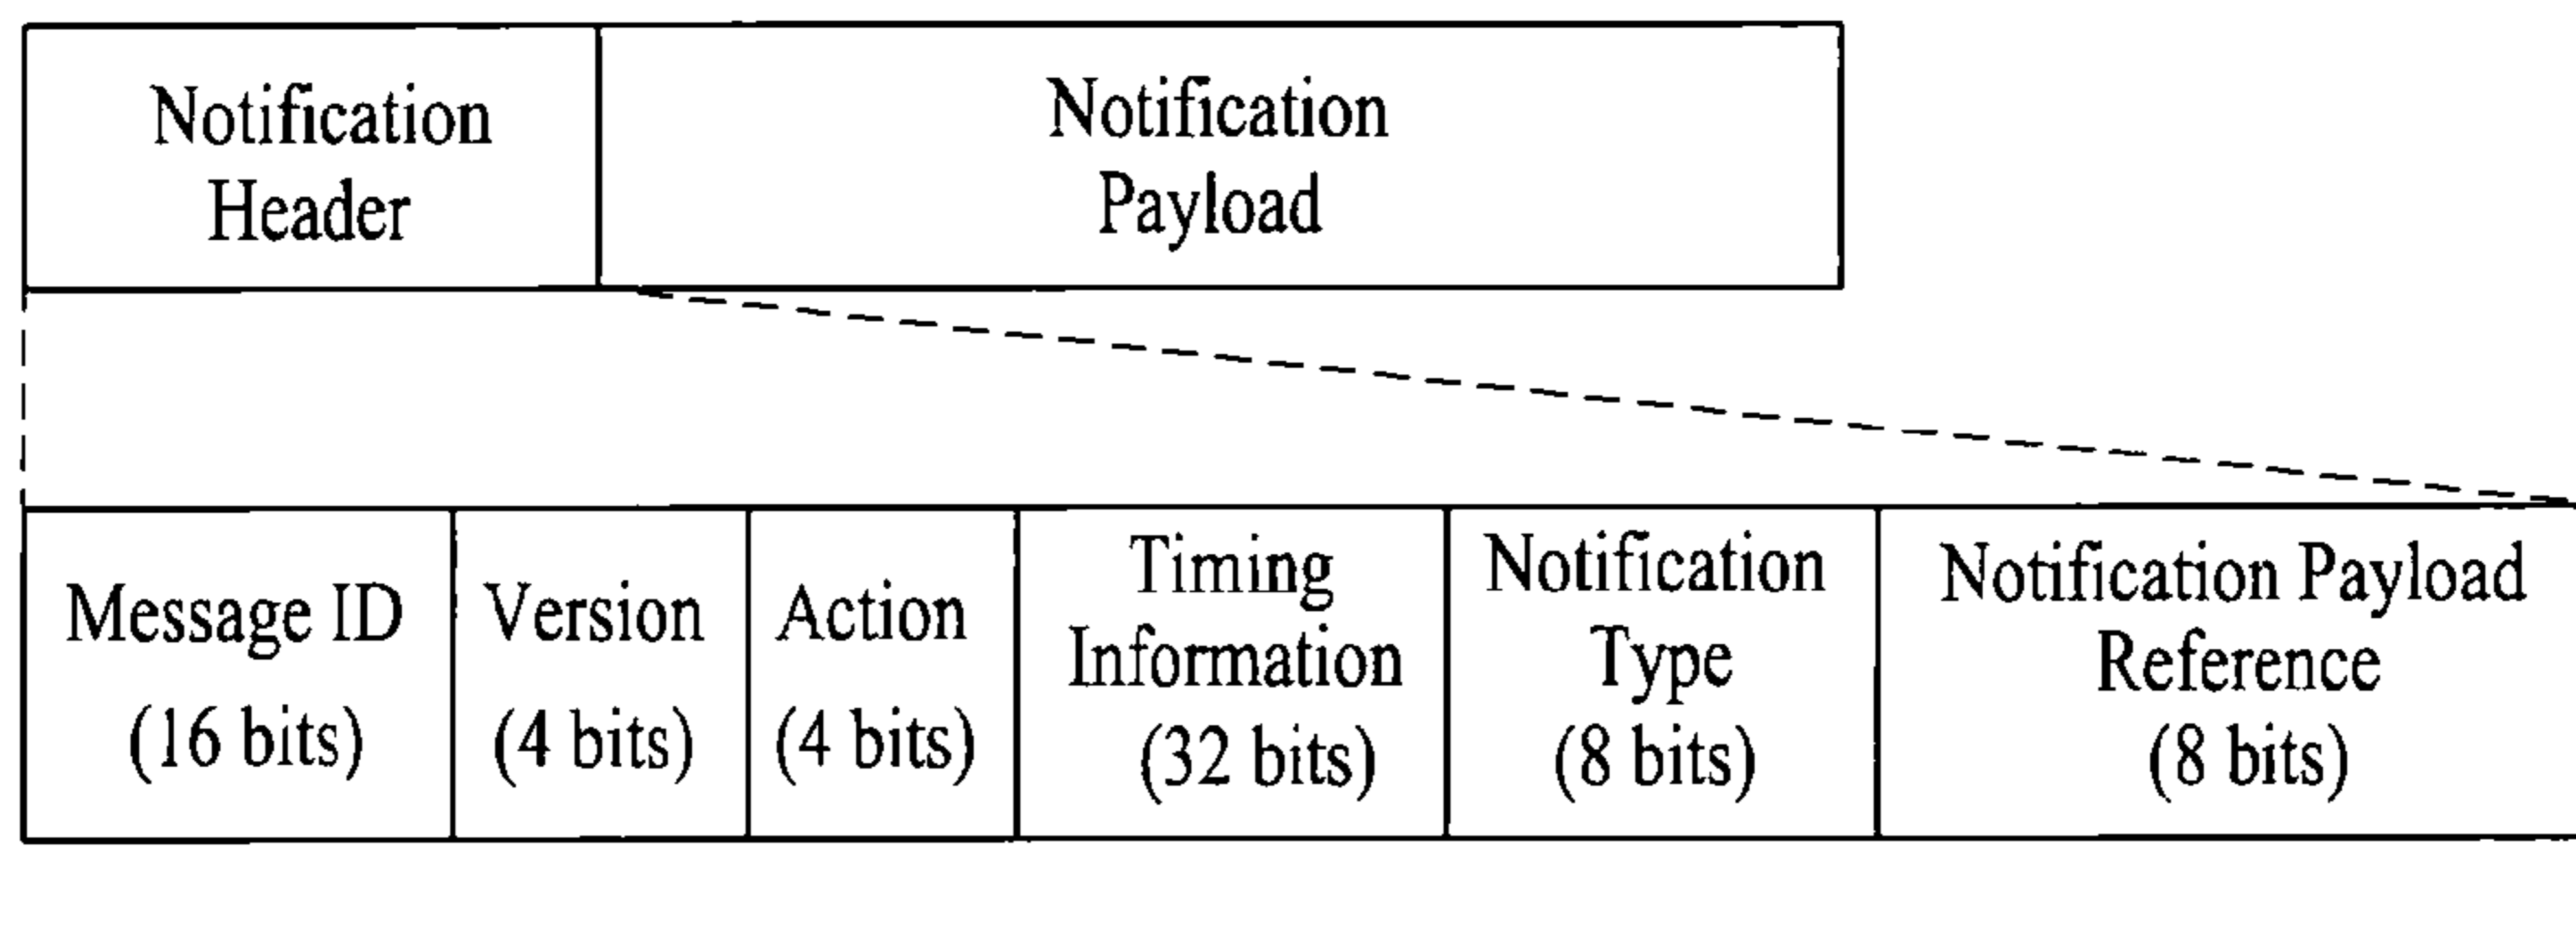 Notification
Header
Notification
Payload
Message ID
(16 bits)
Version
(4 bits)
Action
(4 bits)
Timing
Information
(32 bits)
Notification
Type
(8 bits)
Notification Payload
Reference
(8 bits)